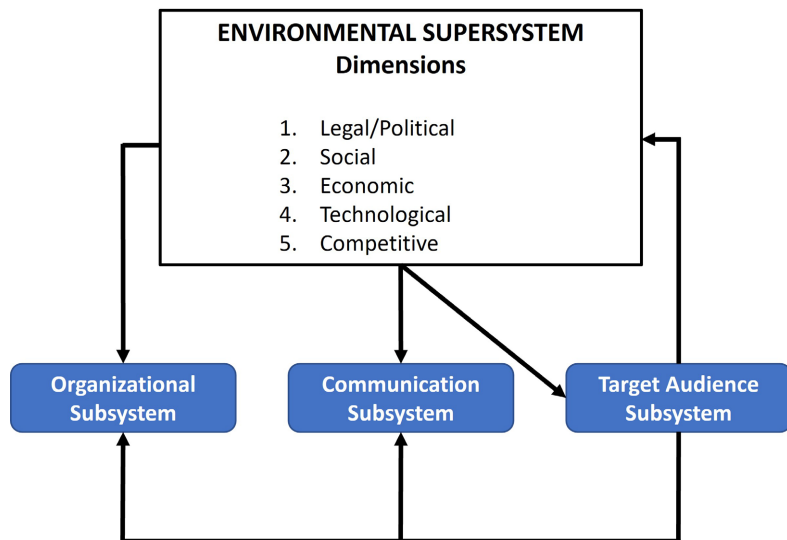 ENVIRONMENTAL SUPERSYSTEM
Dimensions
1. Legal/Political
2. Social
3. Economic
4. Technological
5. Competitive
Organizational
Subsystem
Communication
Subsystem
Target Audience
Subsystem